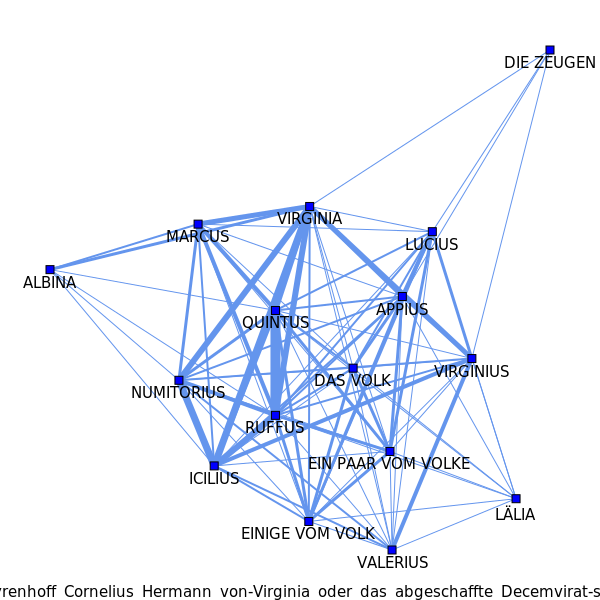 DIE ZEUGEN
VIRGINIA
MARCUS
LUCIUS
ALBINA
APPIUS
QUINTUS
VIRGINIUS
DAS VOLK
NUMITORIUS
RUFFUS
EIN PAAR VOM VOLKE
ICILIUS
LÄLIA
EINIGE VOM VOLK
VALERIUS
yrenhoff Cornelius Hermann von-Virginia oder das abgeschaffte Decemvirat-s